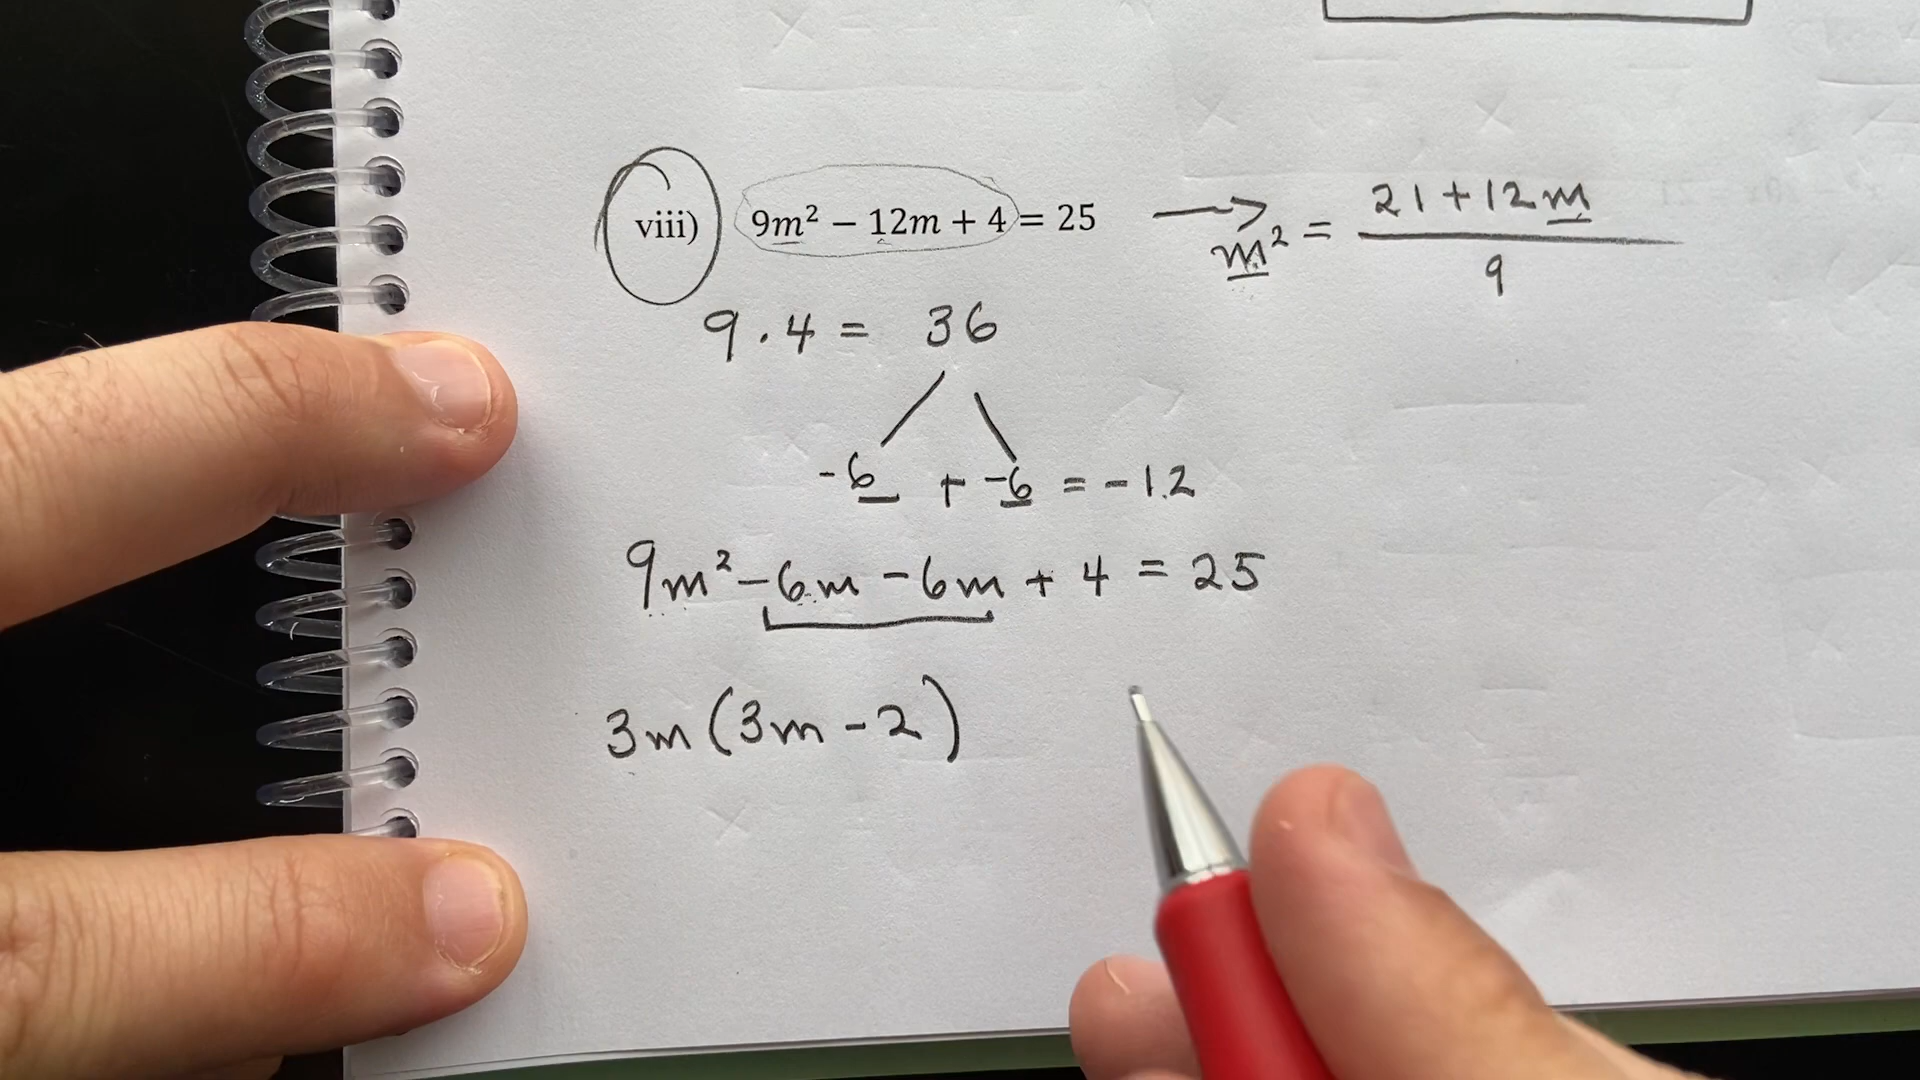 viii) 9m² − 12m + 4 = 25 → m² = (21 + 12m)/9
9 . 4 = 36
-6 + -6 = -12
9m² - 6m - 6m + 4 = 25
3m(3m - 2)